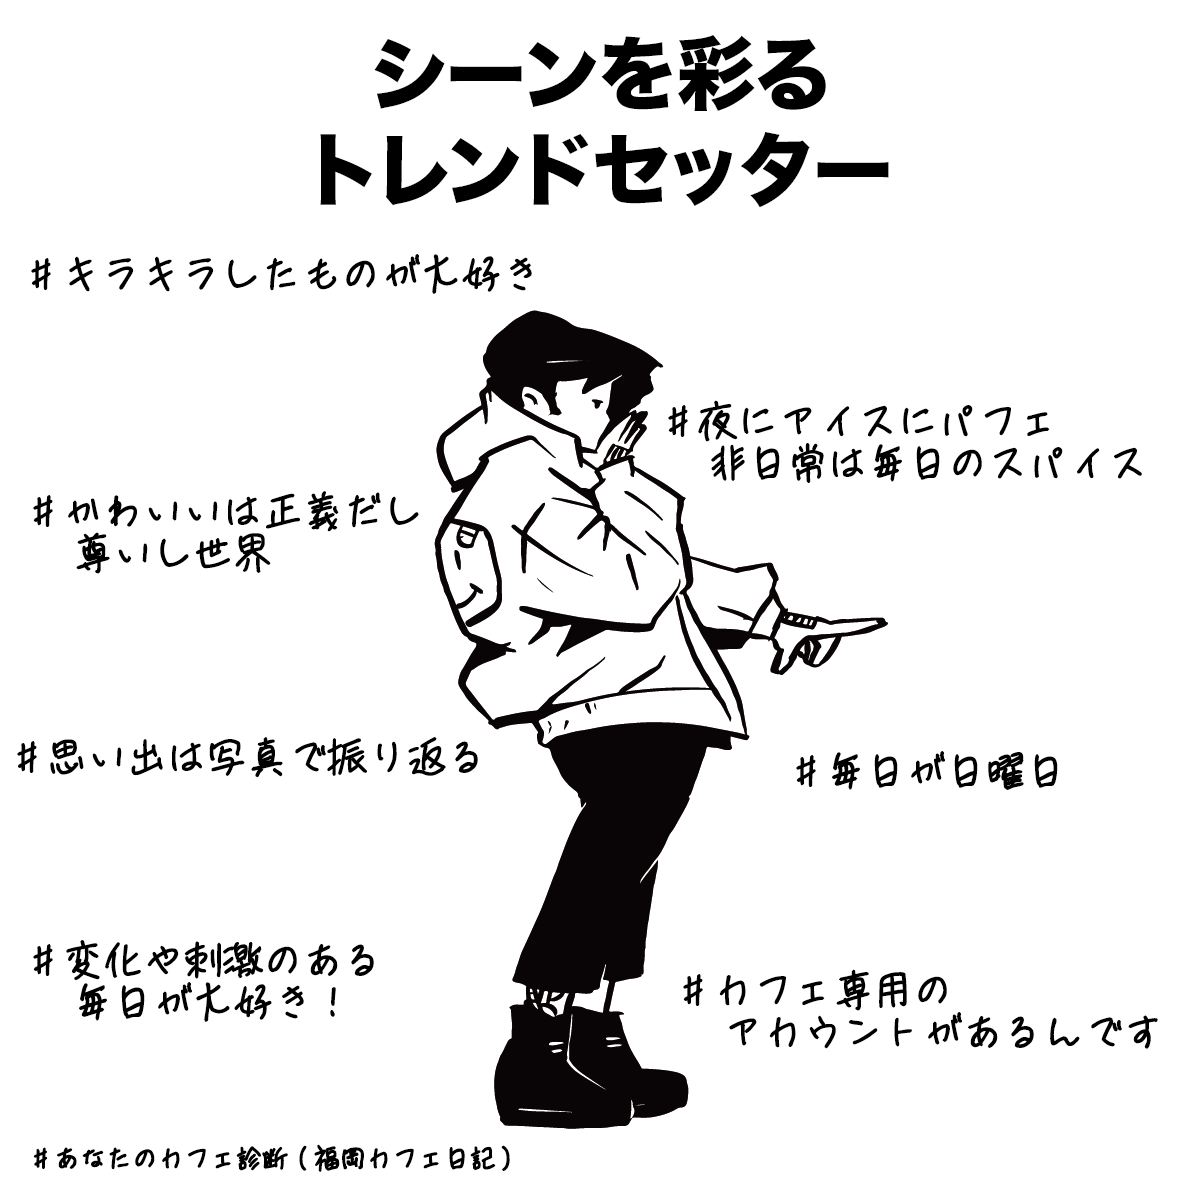 シーンを彩る
トレンドセッター
#キラキラしたものが大好き
#夜にアイスにパフェ
非日常は毎日のスパイス
#かわいいは正義だし
尊いし世界
#思い出は写真で振り返る
#毎日が日曜日
#変化や刺激のある
毎日が大好き!
#カフェ専用の
アカウントがあるんです
#あなたのカフェ診断(福岡カフェ日記)